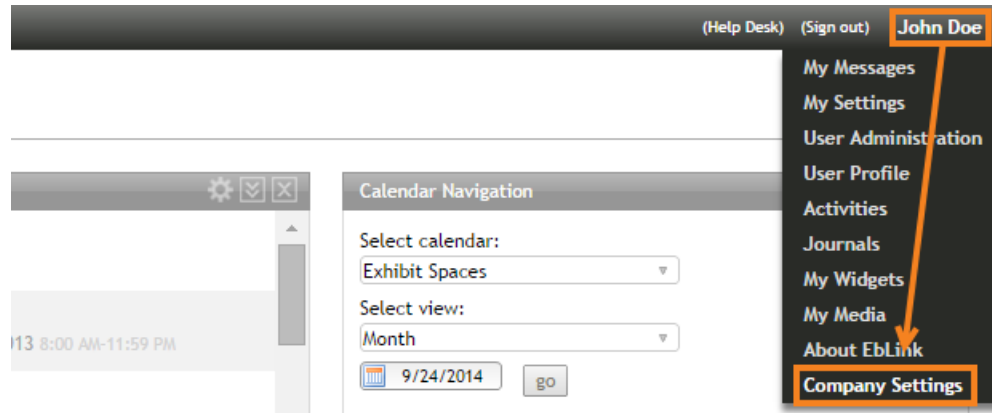 (Help Desk) (Sign out) John Doe
My Messages
My Settings
User Administration
User Profile
Activities
Journals
My Widgets
My Media
About EbLink
Company Settings
Calendar Navigation
Select calendar:
Exhibit Spaces
Select view:
Month
9/24/2014 go
013 8:00 AM-11:59 PM